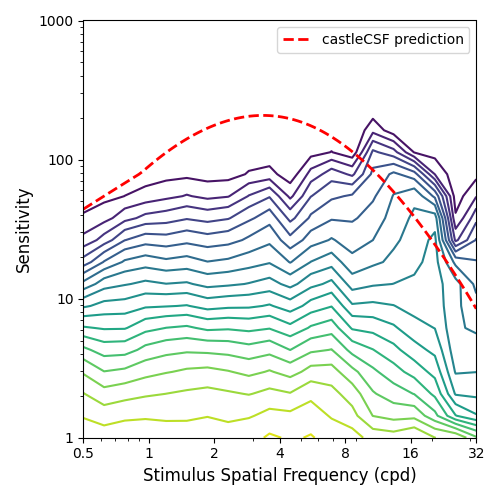 1000
castleCSF prediction
100
Sensitivity
10
1
0.5 1 2 4 8 16 32
Stimulus Spatial Frequency (cpd)